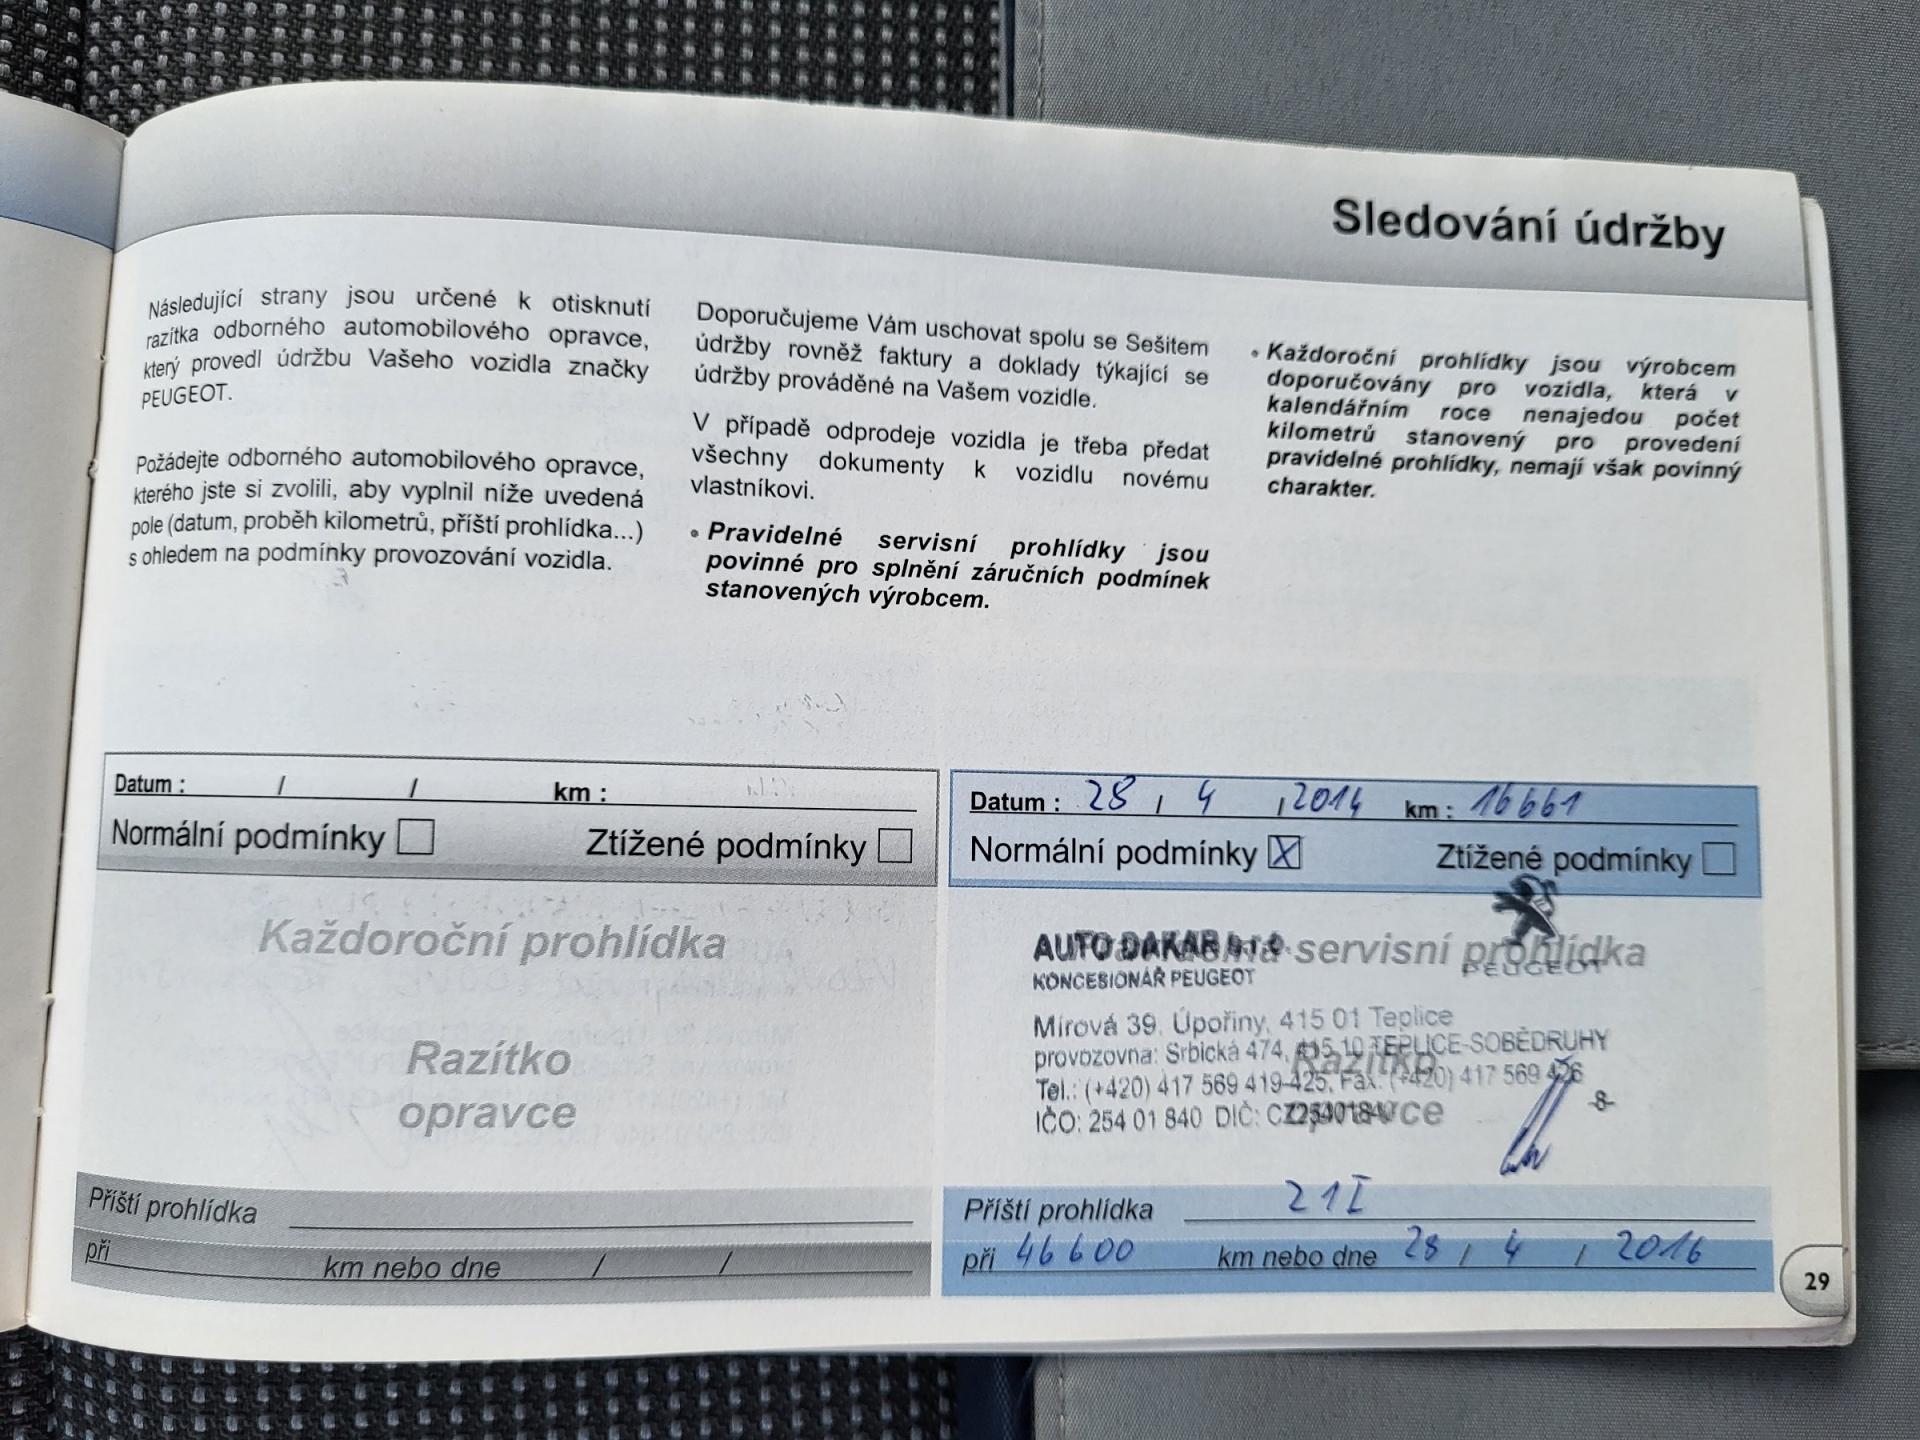 Sledování údržby
Následující strany jsou určené k otisknutí
razítka odborného automobilového opravce,
který provedl údržbu Vašeho vozidla značky
PEUGEOT.
Požádejte odborného automobilového opravce,
kterého jste si zvolili, aby vyplnil níže uvedená
pole (datum, proběh kilometrů, příští prohlídka...)
s ohledem na podmínky provozování vozidla.
Doporučujeme Vám uschovat spolu se Sešitem
údržby rovněž faktury a doklady týkající se
údržby prováděné na Vašem vozidle.
V případě odprodeje vozidla je třeba předat
všechny dokumenty k vozidlu novému
vlastníkovi.
• Pravidelné servisní prohlídky jsou
povinné pro splnění záručních podmínek
stanovených výrobcem.
• Každoroční prohlídky jsou výrobcem
doporučovány pro vozidla, která v
kalendářním roce nenajedou počet
kilometrů stanovený pro provedení
pravidelné prohlídky, nemají však povinný
charakter.
Datum : / / km :
Normální podmínky Ztížené podmínky
Každoroční prohlídka
Razítko
opravce
Příští prohlídka
při km nebo dne / /
Datum : 28 / 4 / 2014 km : 16661
Normální podmínky X Ztížené podmínky
servisní prohlídka
AUTO DAKAR s.r.o.
PEUGEOT
KONCESIONÁŘ PEUGEOT
Mírová 39, Úpořiny, 415 01 Teplice
provozovna: Srbická 474, 415 10 TEPLICE-SOBĚDRUHY
Razítko
Tel.: (+420) 417 569 419-425, Fax: (+420) 417 569 426
-8-
IČO: 254 01 840 DIČ: CZ25401840
opravce
Příští prohlídka 21I
při 46600 km nebo dne 28 / 4 / 2016
29